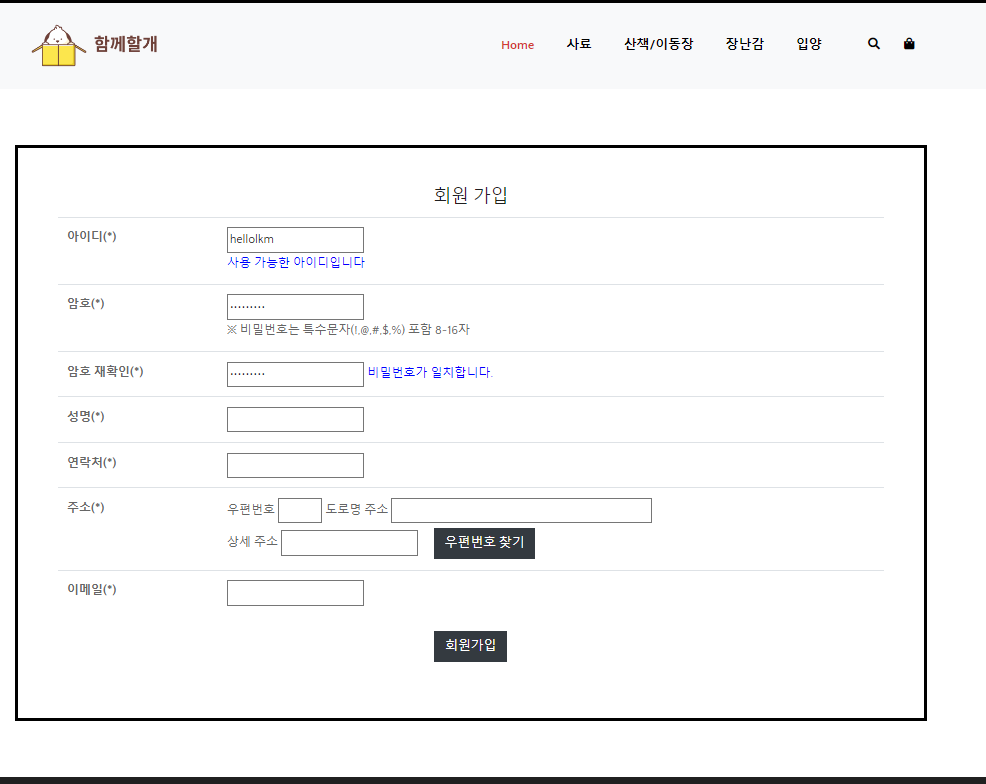 함께할개
Home 사료 산책/이동장 장난감 입양
회원 가입
아이디(*) hellolkm
사용 가능한 아이디입니다
암호(*) ·········
※ 비밀번호는 특수문자(!,@,#,$,%) 포함 8~16자
암호 재확인(*) ········· 비밀번호가 일치합니다.
성명(*)
연락처(*)
주소(*) 우편번호 도로명 주소
상세 주소 우편번호 찾기
이메일(*)
회원가입